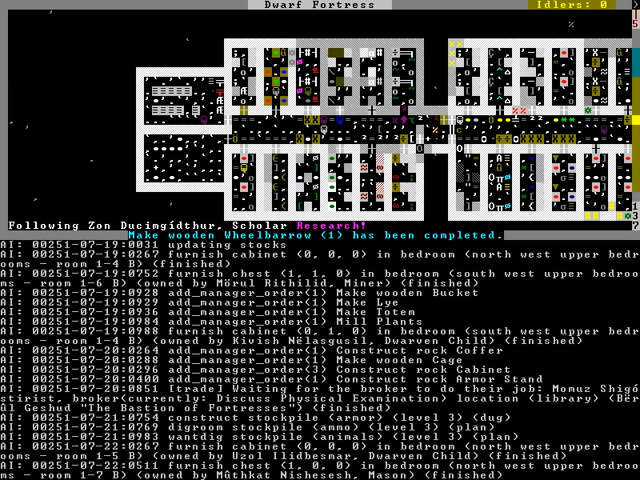 Dwarf Fortress
Idlers: 0
Following Zon Ducimgídthur, Scholar Research!
Make wooden Wheelbarrow (1) has been completed.
AI: 00251-07-19:0031 updating stocks
AI: 00251-07-19:0267 furnish cabinet (0, 0, 0) in bedroom (north west upper bedr
ooms - room 1-4 B) (finished)
AI: 00251-07-19:0752 furnish chest (1, 1, 0) in bedroom (south west upper bedroo
ms - room 1-6 B) (owned by Mörul Rithilid, Miner) (finished)
AI: 00251-07-19:0928 add_manager_order(1) Make wooden Bucket
AI: 00251-07-19:0929 add_manager_order(1) Make Lye
AI: 00251-07-19:0936 add_manager_order(1) Make Totem
AI: 00251-07-19:0984 add_manager_order(1) Mill Plants
AI: 00251-07-19:0988 furnish cabinet (0, 1, 0) in bedroom (south west upper bedr
ooms - room 1-4 B) (owned by Kivish Nëlasgusil, Dwarven Child) (finished)
AI: 00251-07-20:0264 add_manager_order(1) Construct rock Coffer
AI: 00251-07-20:0288 add_manager_order(1) Make wooden Cage
AI: 00251-07-20:0296 add_manager_order(3) Construct rock Cabinet
AI: 00251-07-20:0400 add_manager_order(1) Construct rock Armor Stand
AI: 00251-07-20:0851 [trade] Waiting for the broker to do their job: Momuz Shigó
stirist, broker(currently: Discuss Physical Examination) location (library) (Bër
ûl Geshud "The Bastion of Fortresses") (finished)
AI: 00251-07-21:0754 construct stockpile (armor) (level 3) (dug)
AI: 00251-07-21:0769 digroom stockpile (ammo) (level 3) (plan)
AI: 00251-07-21:0983 wantdig stockpile (animals) (level 3) (plan)
AI: 00251-07-22:0267 furnish cabinet (0, 0, 0) in bedroom (north west upper bedr
ooms - room 1-5 B) (owned by Uzol Ilidbesmar, Dwarven Child) (finished)
AI: 00251-07-22:0511 furnish chest (1, 0, 0) in bedroom (north west upper bedroo
ms - room 1-7 B) (owned by Mûthkat Nishesesh, Mason) (finished)